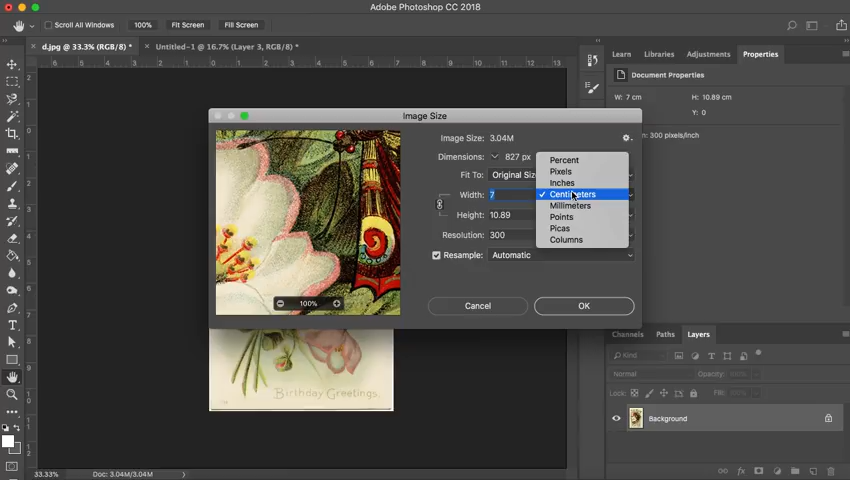 Adobe Photoshop CC 2018
Scroll All Windows 100% Fit Screen Fill Screen
d.jpg @ 33.3% (RGB/8) * Untitled-1 @ 16.7% (Layer 3, RGB/8) *
Learn Libraries Adjustments Properties
Document Properties
W: 7 cm H: 10.89 cm
Y: 0
on: 300 pixels/inch
Image Size
Image Size: 3.04M
Dimensions: 827 px
Fit To: Original Size
Width: 7
Height: 10.89
Resolution: 300
Resample: Automatic
Percent
Pixels
Inches
Centimeters
Millimeters
Points
Picas
Columns
100%
Cancel OK
Birthday Greetings.
Channels Paths Layers
Kind
Normal Opacity: 100%
Lock: Fill: 100%
Background
33.33% Doc: 3.04M/3.04M